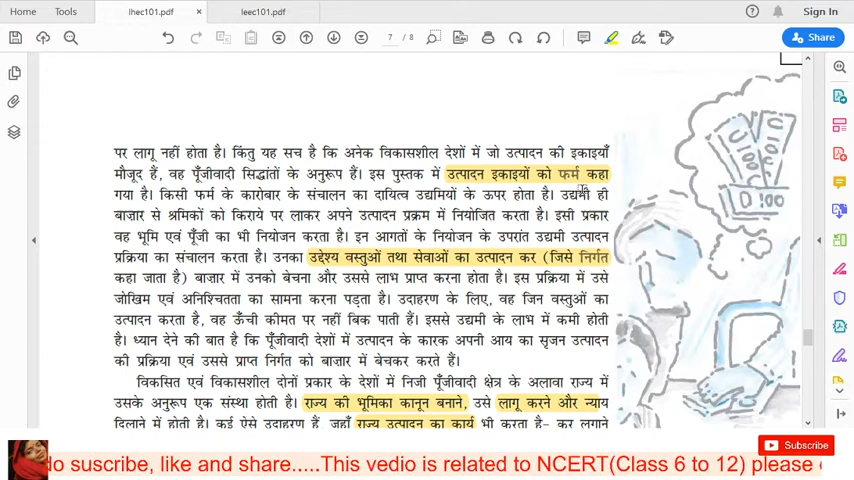 Home
Tools
lhec101.pdf
×
leec101.pdf
Sign In
7 / 8
Share
पर लागू नहीं होता है। किंतु यह सच है कि अनेक विकासशील देशों में जो उत्पादन की इकाइयाँ
मौजूद हैं, वह पूँजीवादी सिद्धांतों के अनुरूप हैं। इस पुस्तक में उत्पादन इकाइयों को फर्म कहा
गया है। किसी फर्म के कारोबार के संचालन का दायित्व उद्यमियों के ऊपर होता है। उद्यमी ही
बाज़ार से श्रमिकों को किराये पर लाकर अपने उत्पादन प्रक्रम में नियोजित करता है। इसी प्रकार
वह भूमि एवं पूँजी का भी नियोजन करता है। इन आगतों के नियोजन के उपरांत उद्यमी उत्पादन
प्रक्रिया का संचालन करता है। उनका उद्देश्य वस्तुओं तथा सेवाओं का उत्पादन कर (जिसे निर्गत
कहा जाता है) बाज़ार में उनको बेचना और उससे लाभ प्राप्त करना होता है। इस प्रक्रिया में उसे
जोखिम एवं अनिश्चितता का सामना करना पड़ता है। उदाहरण के लिए, वह जिन वस्तुओं का
उत्पादन करता है, वह ऊँची कीमत पर नहीं बिक पाती हैं। इससे उद्यमी के लाभ में कमी होती
है। ध्यान देने की बात है कि पूँजीवादी देशों में उत्पादन के कारक अपनी आय का सृजन उत्पादन
की प्रक्रिया एवं उससे प्राप्त निर्गत को बाज़ार में बेचकर करते हैं।
विकसित एवं विकासशील दोनों प्रकार के देशों में निजी पूँजीवादी क्षेत्र के अलावा राज्य में
उसके अनुरूप एक संस्था होती है। राज्य की भूमिका कानून बनाने, उसे लागू करने और न्याय
दिलाने में होती है। कई ऐसे उदाहरण हैं, जहाँ राज्य उत्पादन का कार्य भी करता है- कर लगाने
Subscribe
do suscribe, like and share.....This vedio is related to NCERT(Class 6 to 12) please